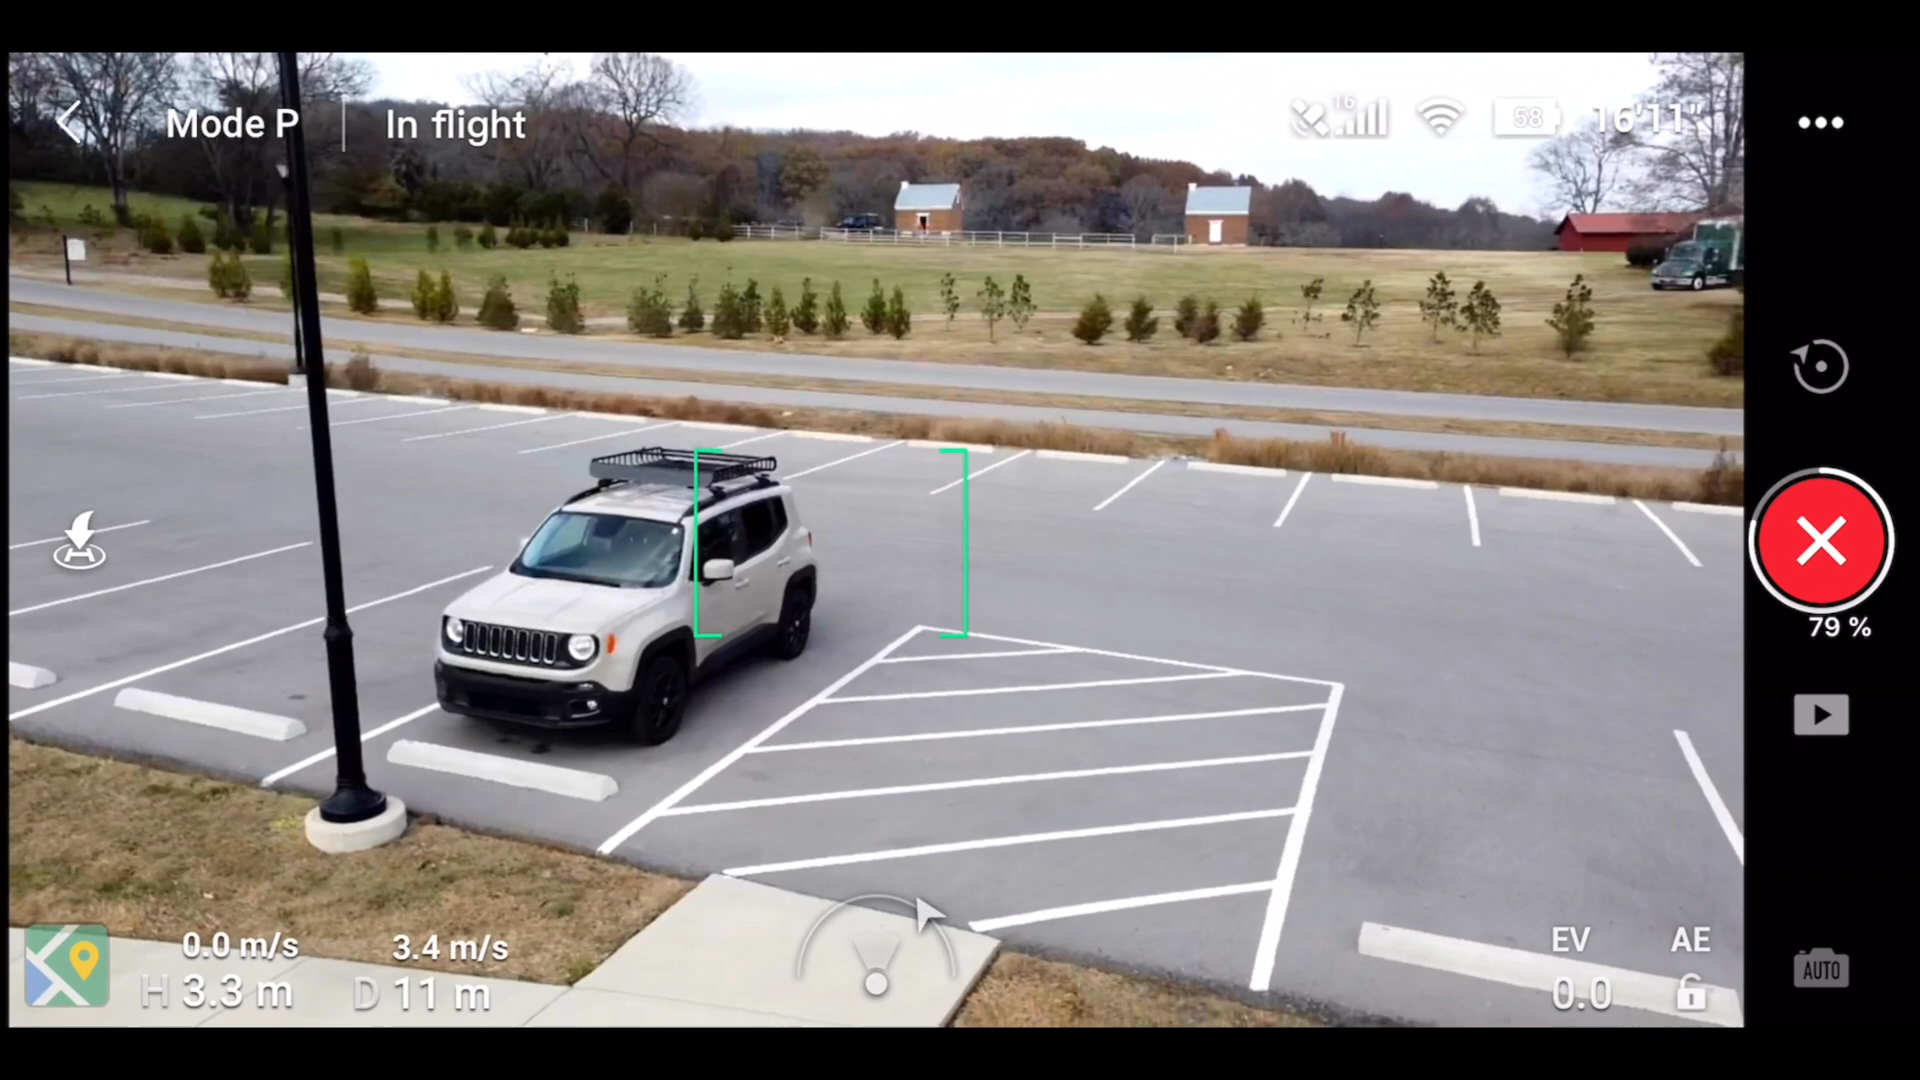 Mode P
In flight
16
58
16'11"
79 %
0.0 m/s
3.4 m/s
H 3.3 m
D 11 m
EV
0.0
AE
AUTO